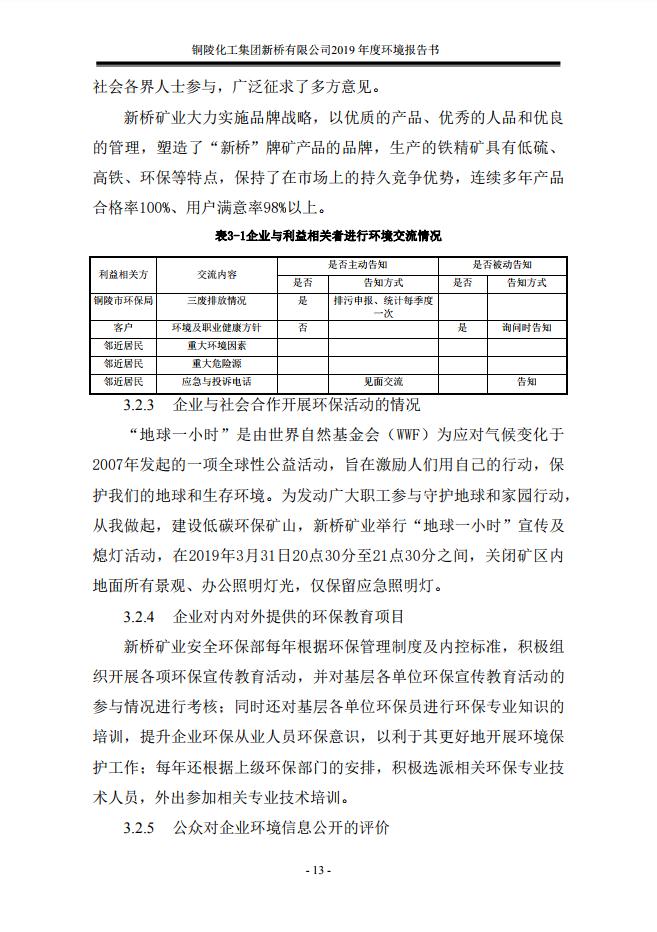 铜陵化工集团新桥有限公司2019 年度环境报告书
社会各界人士参与，广泛征求了多方意见。
新桥矿业大力实施品牌战略，以优质的产品、优秀的人品和优良
的管理，塑造了“新桥”牌矿产品的品牌，生产的铁精矿具有低硫、
高铁、环保等特点，保持了在市场上的持久竞争优势，连续多年产品
合格率100%、用户满意率98%以上。
表3-1企业与利益相关者进行环境交流情况
利益相关方 交流内容 是否主动告知 是否被动告知
是否 告知方式 是否 告知方式
铜陵市环保局 三废排放情况 是 排污申报、统计每季度
一次
客户 环境及职业健康方针 否 是 询问时告知
邻近居民 重大环境因素
邻近居民 重大危险源
邻近居民 应急与投诉电话 见面交流 告知
3.2.3 企业与社会合作开展环保活动的情况
“地球一小时”是由世界自然基金会（WWF）为应对气候变化于
2007年发起的一项全球性公益活动，旨在激励人们用自己的行动，保
护我们的地球和生存环境。为发动广大职工参与守护地球和家园行动，
从我做起，建设低碳环保矿山，新桥矿业举行“地球一小时”宣传及
熄灯活动，在2019年3月31日20点30分至21点30分之间，关闭矿区内
地面所有景观、办公照明灯光，仅保留应急照明灯。
3.2.4 企业对内对外提供的环保教育项目
新桥矿业安全环保部每年根据环保管理制度及内控标准，积极组
织开展各项环保宣传教育活动，并对基层各单位环保宣传教育活动的
参与情况进行考核；同时还对基层各单位环保员进行环保专业知识的
培训，提升企业环保从业人员环保意识，以利于其更好地开展环境保
护工作；每年还根据上级环保部门的安排，积极选派相关环保专业技
术人员，外出参加相关专业技术培训。
3.2.5 公众对企业环境信息公开的评价
- 13 -